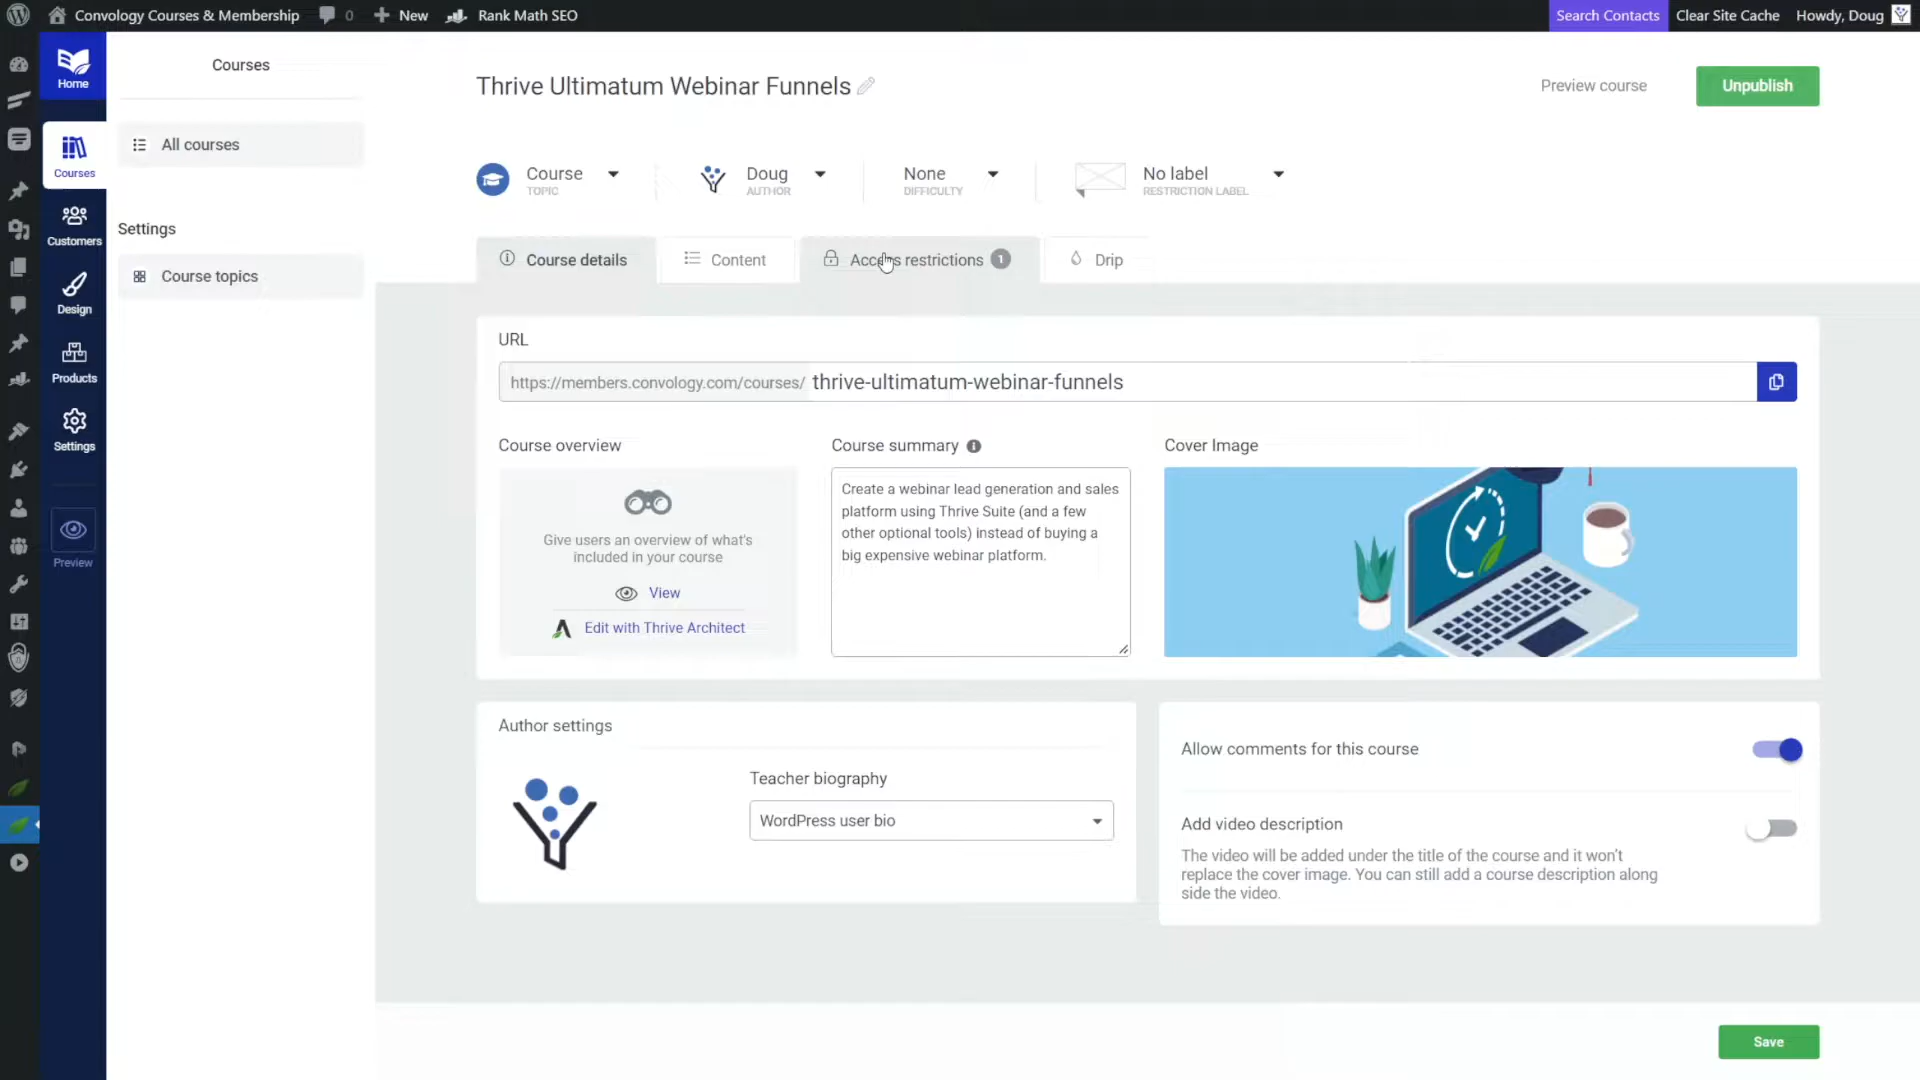 Convology Courses & Membership 0 New Rank Math SEO Search Contacts Clear Site Cache Howdy, Doug
Home
Courses
Customers
Design
Products
Settings
Preview
Courses
All courses
Settings
Course topics
Thrive Ultimatum Webinar Funnels
Preview course
Unpublish
Course
TOPIC
Doug
AUTHOR
None
DIFFICULTY
No label
RESTRICTION LABEL
Course details
Content
Access restrictions 1
Drip
URL
https://members.convology.com/courses/ thrive-ultimatum-webinar-funnels
Course overview
Give users an overview of what's
included in your course
View
Edit with Thrive Architect
Course summary
Create a webinar lead generation and sales
platform using Thrive Suite (and a few
other optional tools) instead of buying a
big expensive webinar platform.
Cover Image
Author settings
Teacher biography
WordPress user bio
Allow comments for this course
Add video description
The video will be added under the title of the course and it won't
replace the cover image. You can still add a course description along
side the video.
Save